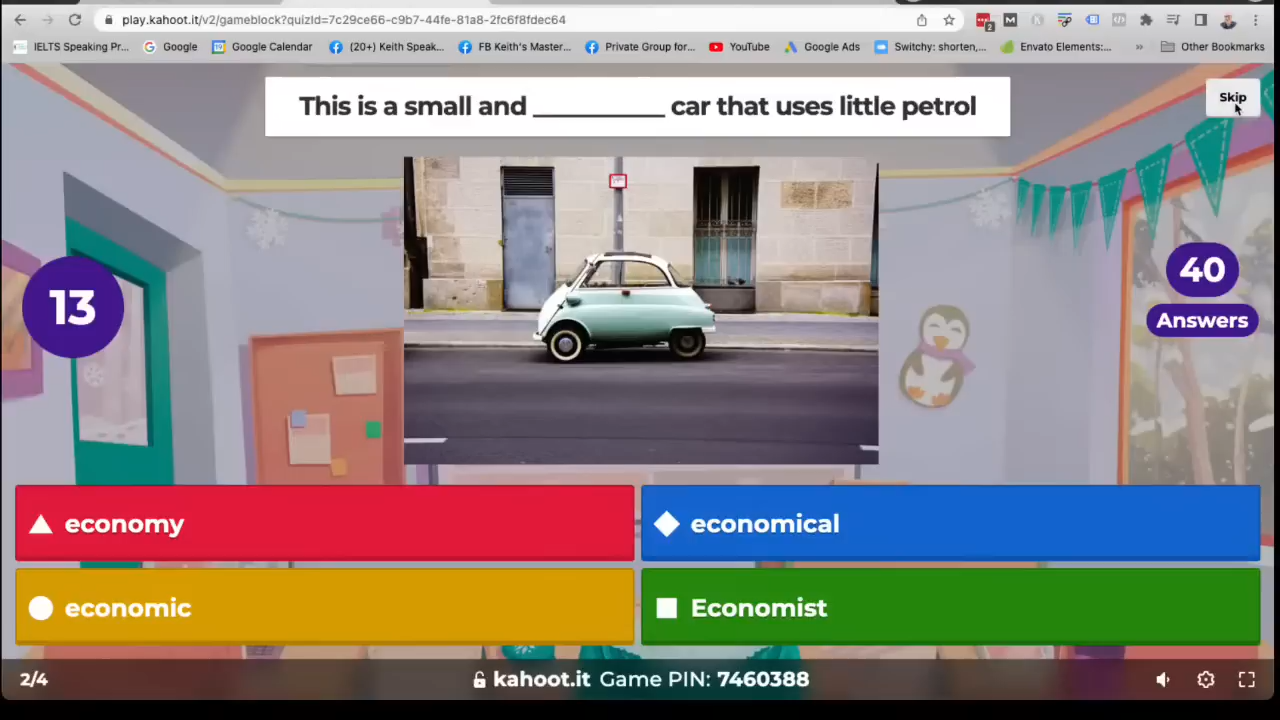 play.kahoot.it/v2/gameblock?quizId=7c29ce66-c9b7-44fe-81a8-2fc6f8fdec64
2
IELTS Speaking Pr... Google Google Calendar (20+) Keith Speak... FB Keith's Master... Private Group for... YouTube Google Ads Switchy: shorten,... Envato Elements:... » Other Bookmarks
This is a small and __________ car that uses little petrol
Skip
13
40
Answers
economy
economical
economic
Economist
2/4
kahoot.it Game PIN: 7460388